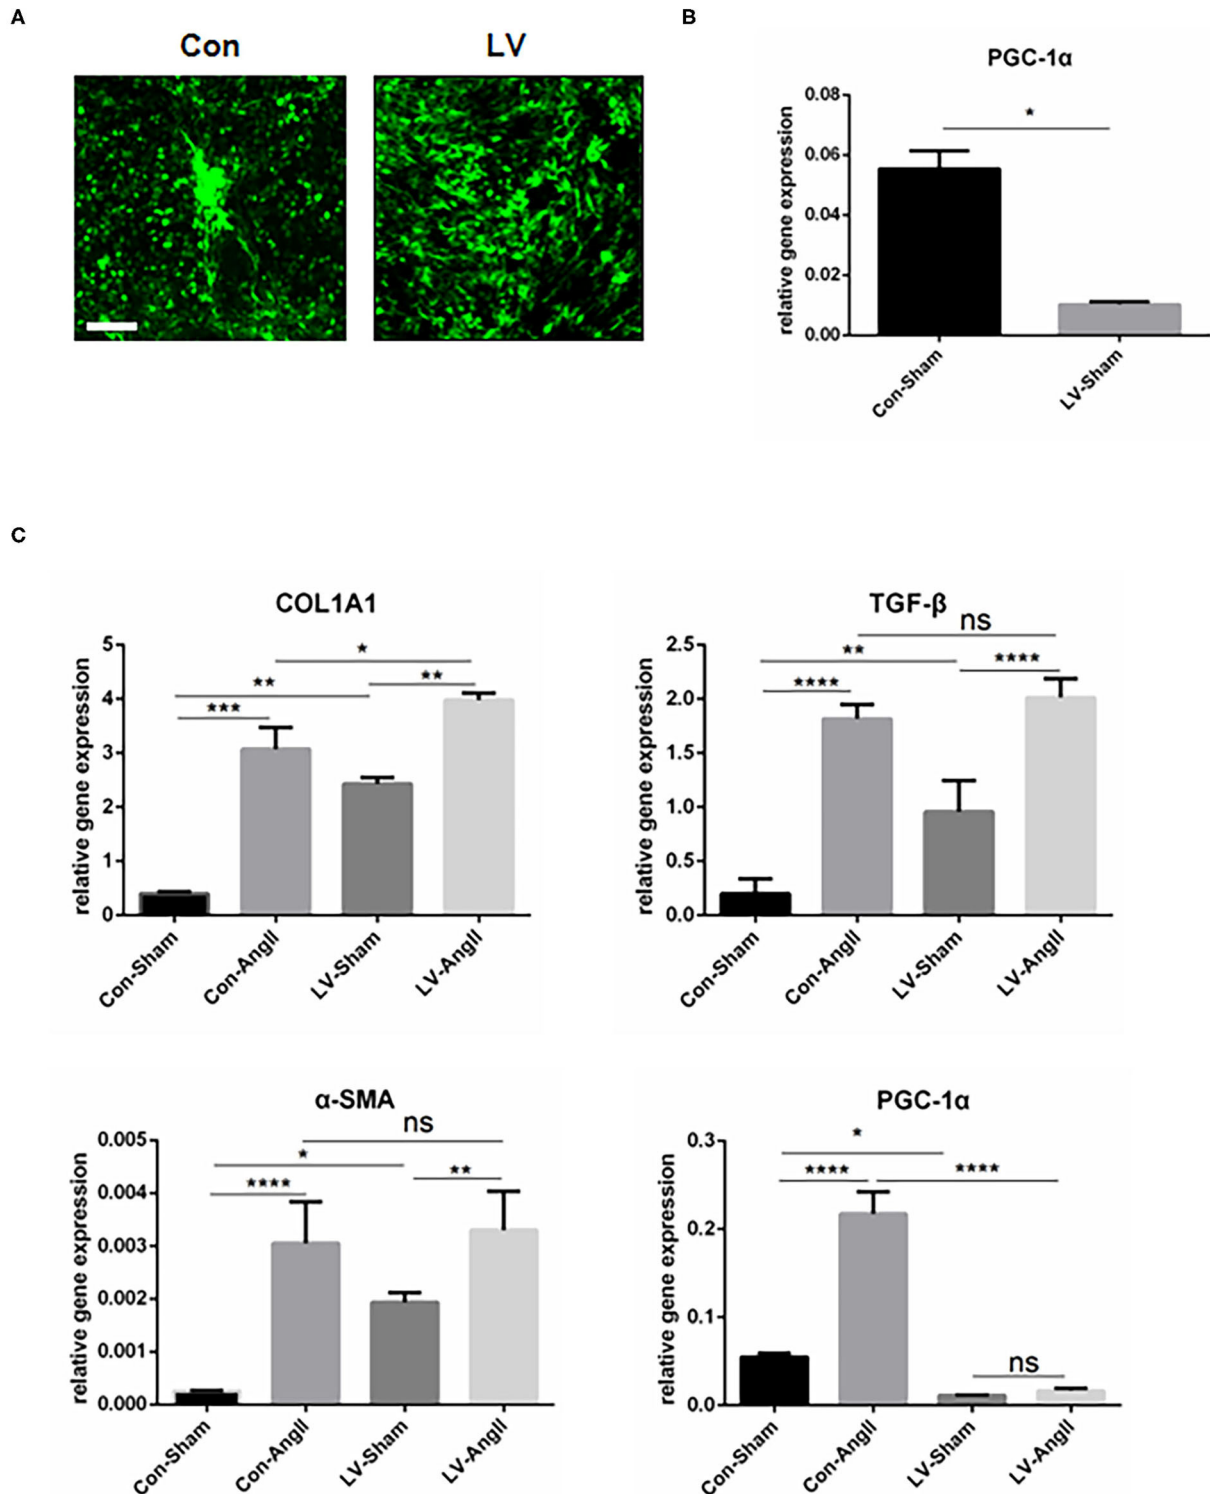 A
Con
LV
B
PGC-1α
*
relative gene expression
0.08
0.06
0.04
0.02
0.00
Con-Sham
LV-Sham
C
COL1A1
*
**
**
***
relative gene expression
5
4
3
2
1
0
Con-Sham
Con-AngII
LV-Sham
LV-AngII
TGF-β
ns
**
****
****
relative gene expression
2.5
2.0
1.5
1.0
0.5
0.0
Con-Sham
Con-AngII
LV-Sham
LV-AngII
α-SMA
ns
*
**
****
relative gene expression
0.005
0.004
0.003
0.002
0.001
0.000
Con-Sham
Con-AngII
LV-Sham
LV-AngII
PGC-1α
*
****
****
ns
relative gene expression
0.3
0.2
0.1
0.0
Con-Sham
Con-AngII
LV-Sham
LV-AngII